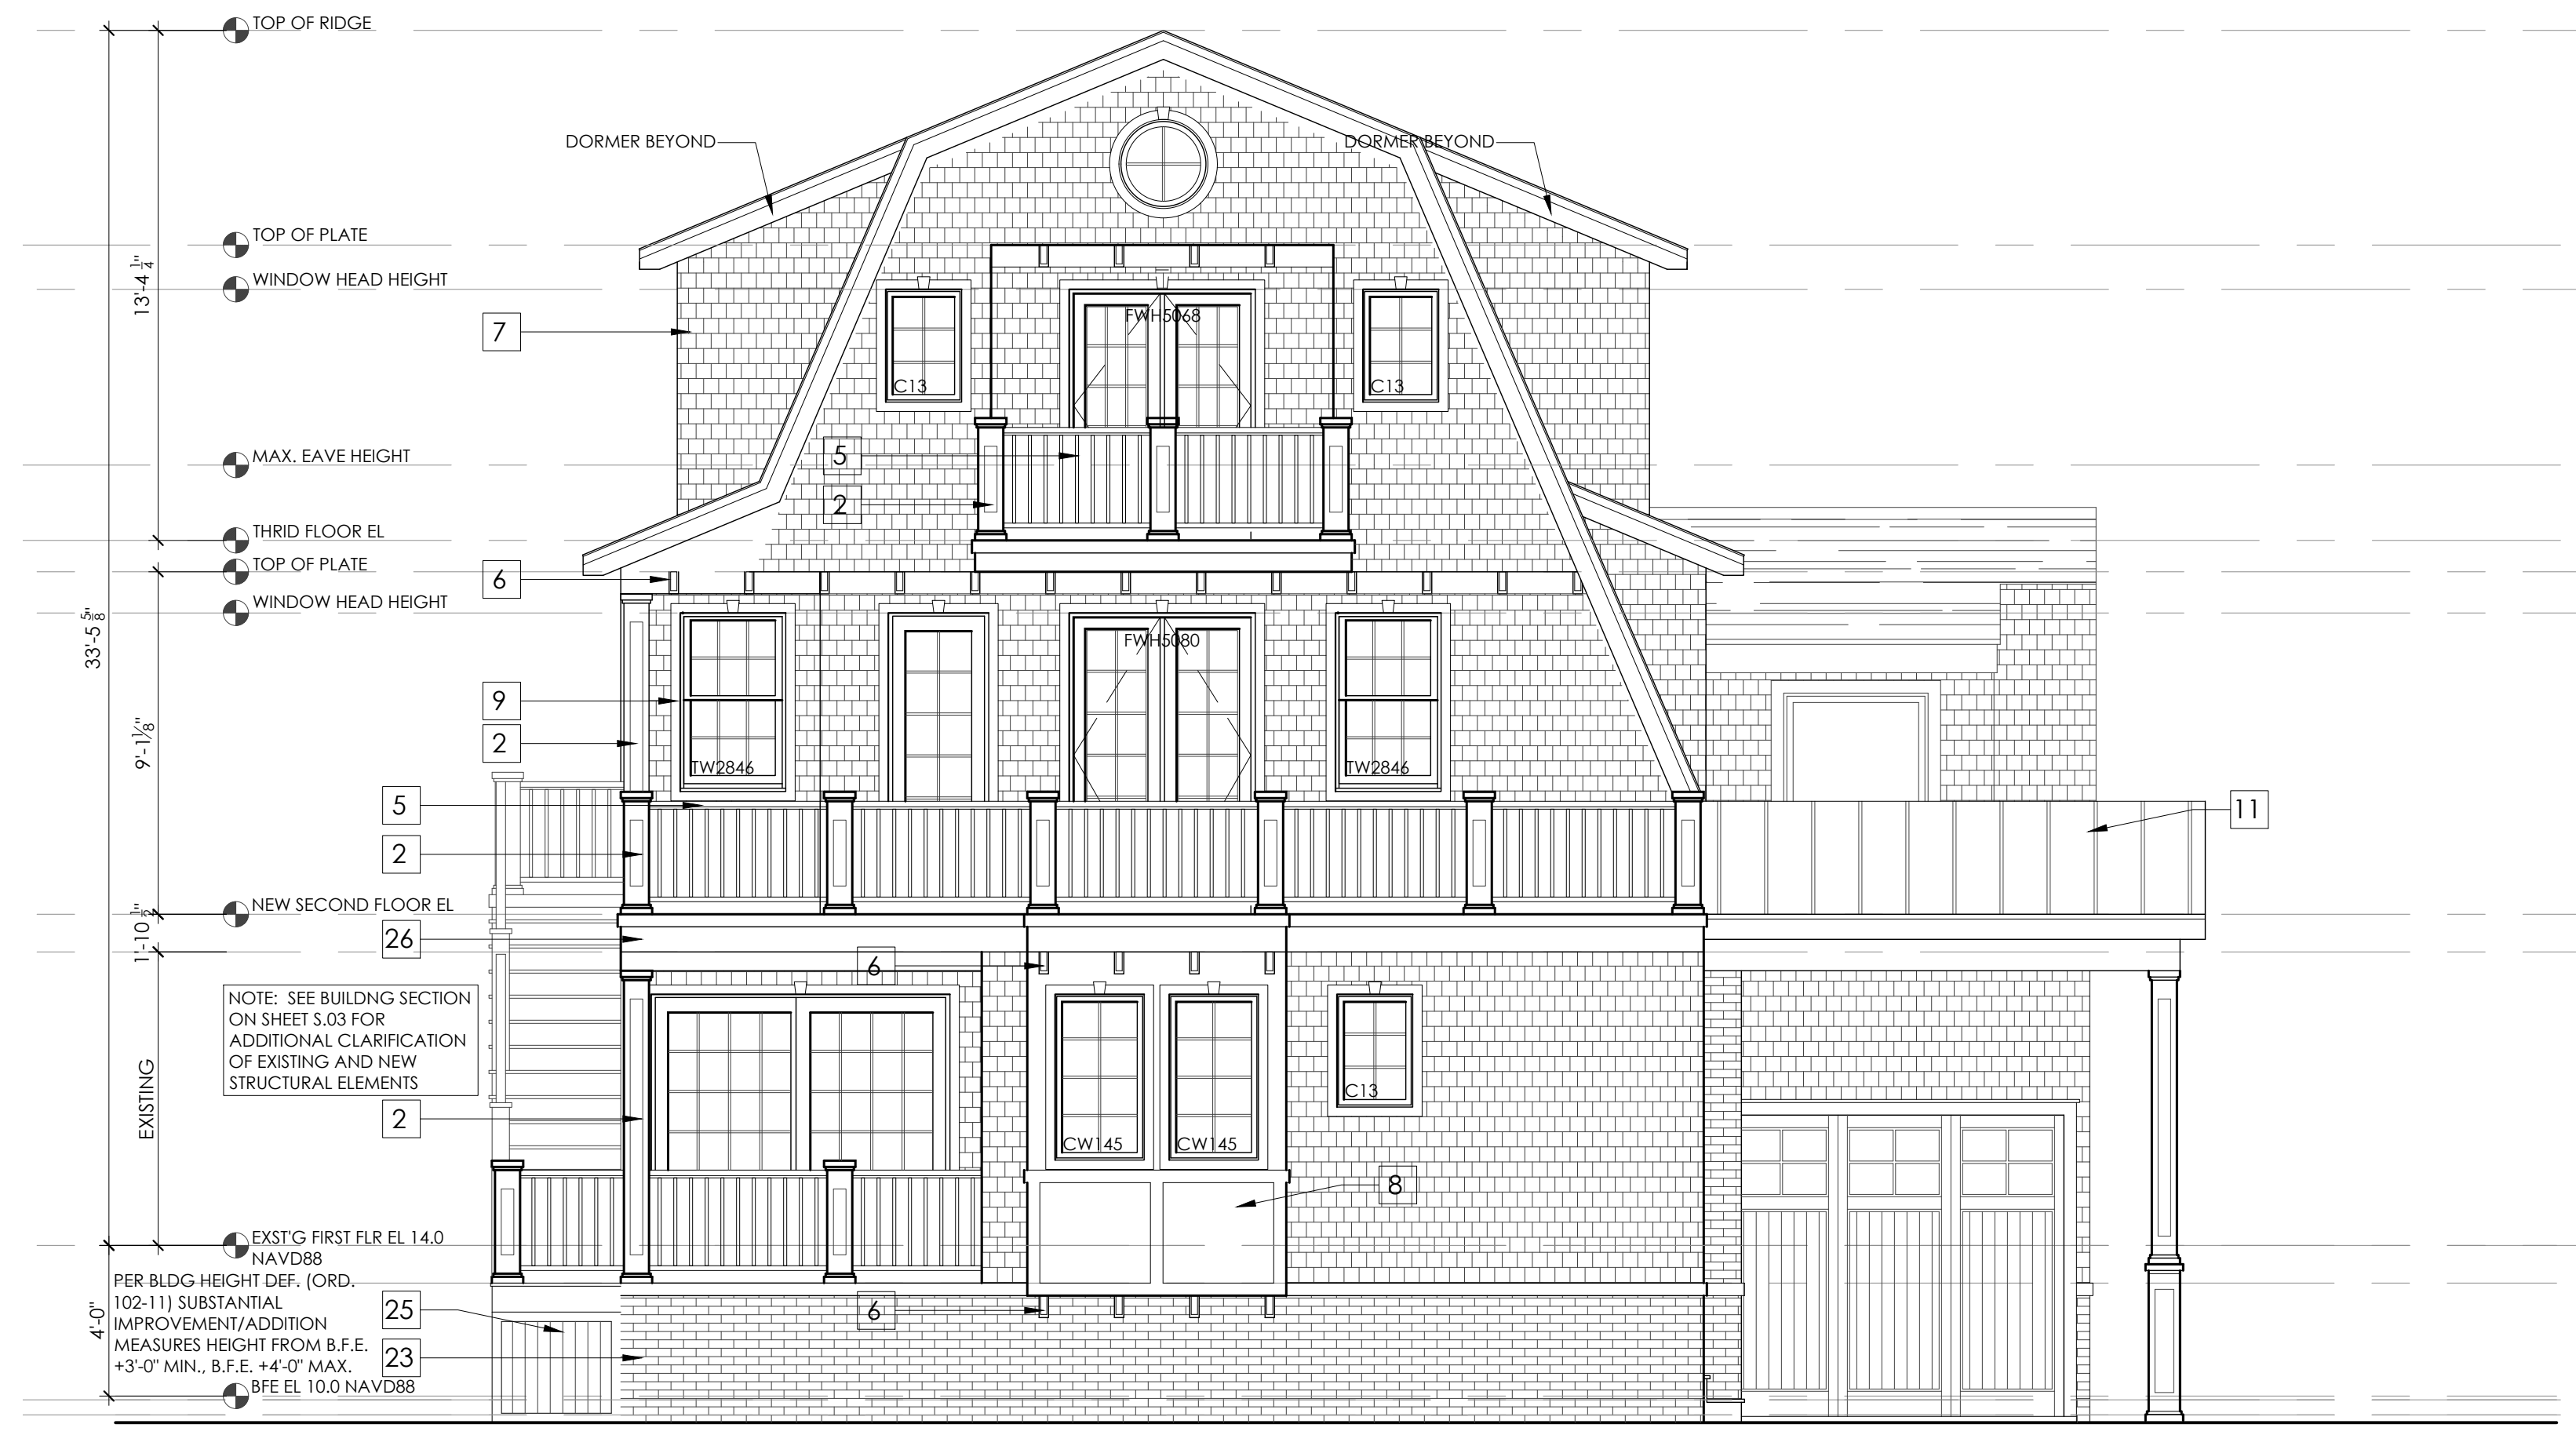 TOP OF RIDGE
DORMER BEYOND
DORMER BEYOND
TOP OF PLATE
WINDOW HEAD HEIGHT
13'-4 1/4"
FWH5068
7
C13
C13
MAX. EAVE HEIGHT
5
2
THRID FLOOR EL
TOP OF PLATE
6
WINDOW HEAD HEIGHT
33'-5 5/8"
FWH5080
9
2
9'-1 1/8"
TW2846
TW2846
5
11
2
NEW SECOND FLOOR EL
1'-10 1/2"
26
6
NOTE: SEE BUILDNG SECTION
ON SHEET S.03 FOR
ADDITIONAL CLARIFICATION
OF EXISTING AND NEW
STRUCTURAL ELEMENTS
EXISTING
C13
2
CW145
CW145
8
EXST'G FIRST FLR EL 14.0
NAVD88
PER BLDG HEIGHT DEF. (ORD.
102-11) SUBSTANTIAL
IMPROVEMENT/ADDITION
MEASURES HEIGHT FROM B.F.E.
+3'-0" MIN., B.F.E. +4'-0" MAX.
4'-0"
25
6
23
BFE EL 10.0 NAVD88